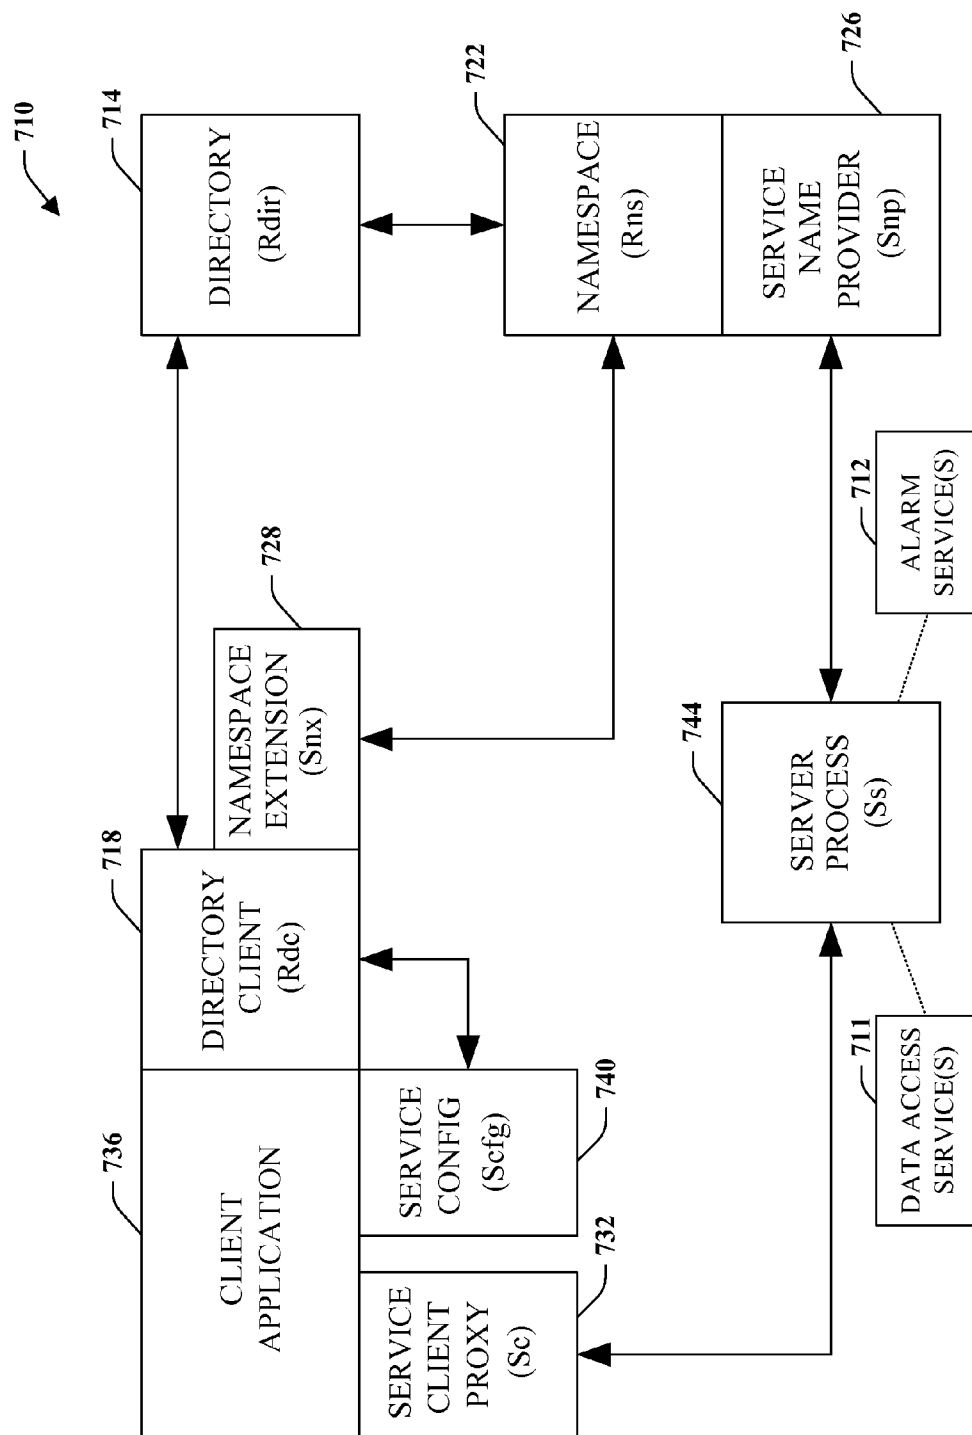 710
736
CLIENT
APPLICATION
718
DIRECTORY
CLIENT
(Rdc)
714
DIRECTORY
(Rdir)
NAMESPACE
EXTENSION
(Snx)
728
SERVICE
CLIENT
PROXY
(Sc)
732
SERVICE
CONFIG
(Scfg)
740
722
NAMESPACE
(Rns)
SERVICE
NAME
PROVIDER
(Snp)
726
744
SERVER
PROCESS
(Ss)
711
DATA ACCESS
SERVICE(S)
712
ALARM
SERVICE(S)